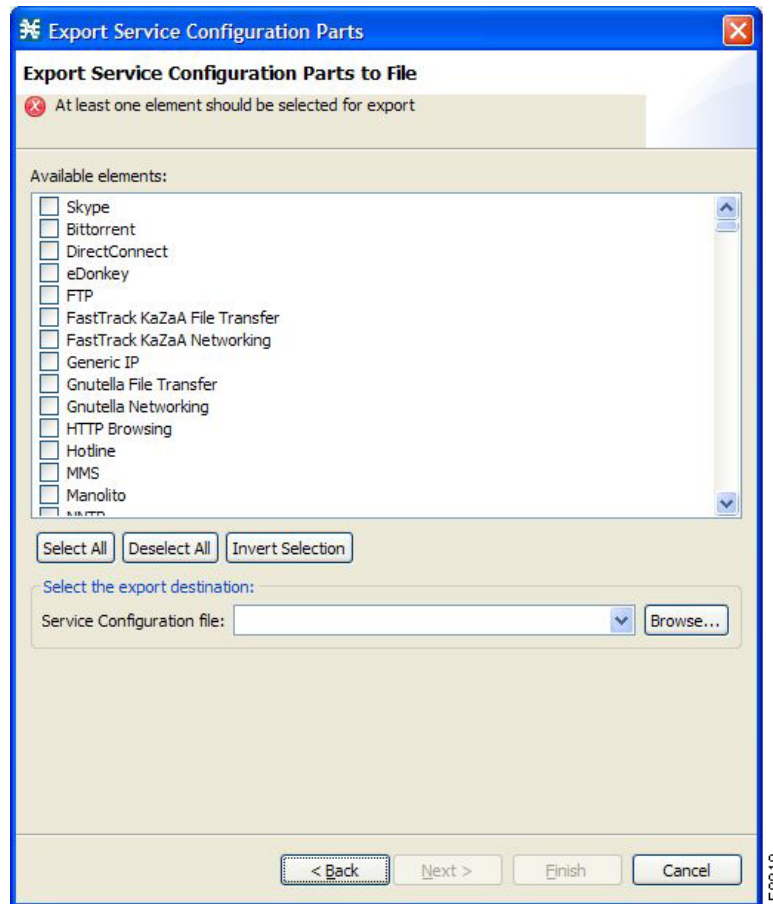 Export Service Configuration Parts
Export Service Configuration Parts to File
At least one element should be selected for export
Available elements:
Skype
Bittorrent
DirectConnect
eDonkey
FTP
FastTrack KaZaA File Transfer
FastTrack KaZaA Networking
Generic IP
Gnutella File Transfer
Gnutella Networking
HTTP Browsing
Hotline
MMS
Manolito
Select All Deselect All Invert Selection
Select the export destination:
Service Configuration file: Browse...
< Back Next > Finish Cancel